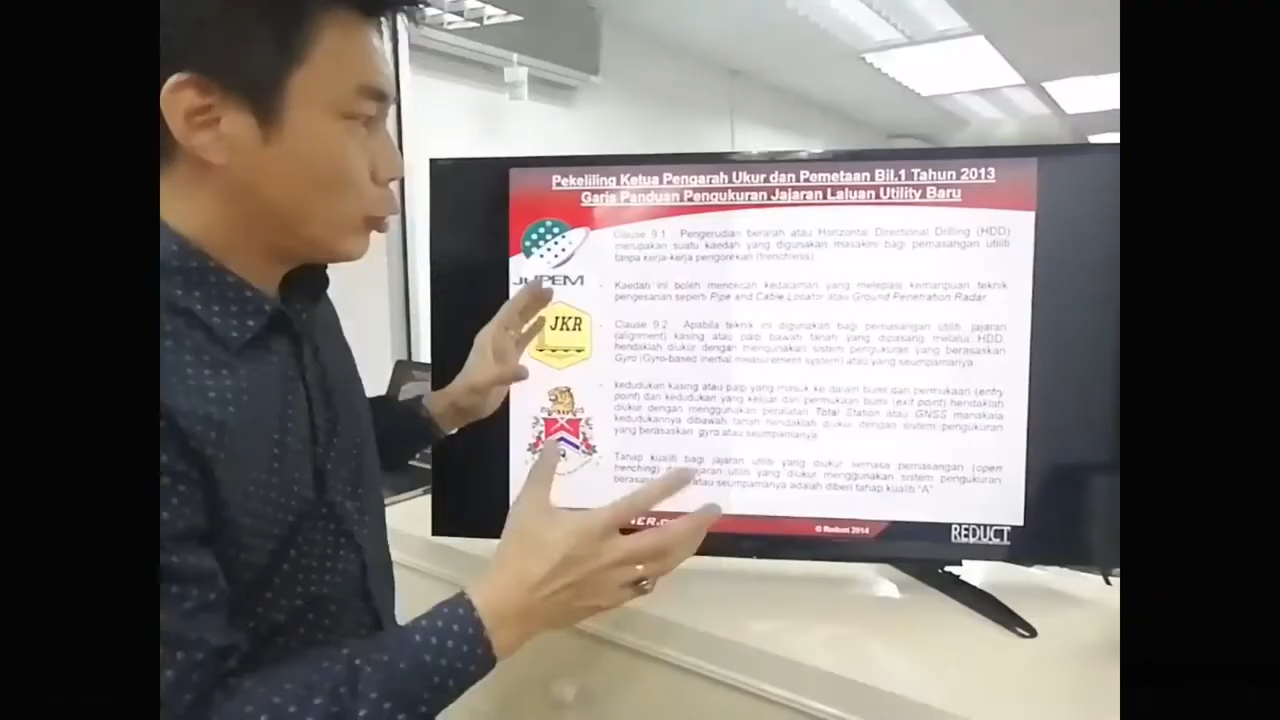 Pekeliling Ketua Pengarah Ukur dan Pemetaan Bil.1 Tahun 2013
Garis Panduan Pengukuran Jajaran Laluan Utility Baru
Clause 9.1 Pengerudian berarah atau Horizontal Directional Drilling (HDD)
merupakan suatu kaedah yang digunakan masakini bagi pemasangan utiliti
tanpa kerja-kerja pengorekan (trenchless)
JUPEM
- Kaedah ini boleh mencecah kedalaman yang melepasi kemampuan teknik
pengesanan seperti Pipe and Cable Locator atau Ground Penetration Radar
JKR
- Clause 9.2 Apabila teknik ini digunakan bagi pemasangan utiliti, jajaran
(alignment) kasing atau paip bawah tanah yang dipasang melalui HDD
hendaklah diukur dengan mengunakan sistem pengukuran yang berasaskan
Gyro (Gyro-based inertial measurement system) atau yang seumpamanya
- kedudukan kasing atau paip yang masuk ke dalam bumi dari permukaan (entry
point) dan kedudukan yang keluar dari permukaan bumi (exit point) hendaklah
diukur dengan menggunakan peralatan Total Station atau GNSS manakala
kedudukannya dibawah tanah hendaklah diukur dengan sistem pengukuran
yang berasaskan gyro atau seumpamanya
- Tahap kualiti bagi jajaran utiliti yang diukur semasa pemasangan (open
trenching) jajaran utiliti yang diukur menggunakan sistem pengukuran
atau seumpamanya adalah diberi tahap kualiti "A"
© Reduct 2014
REDUCT